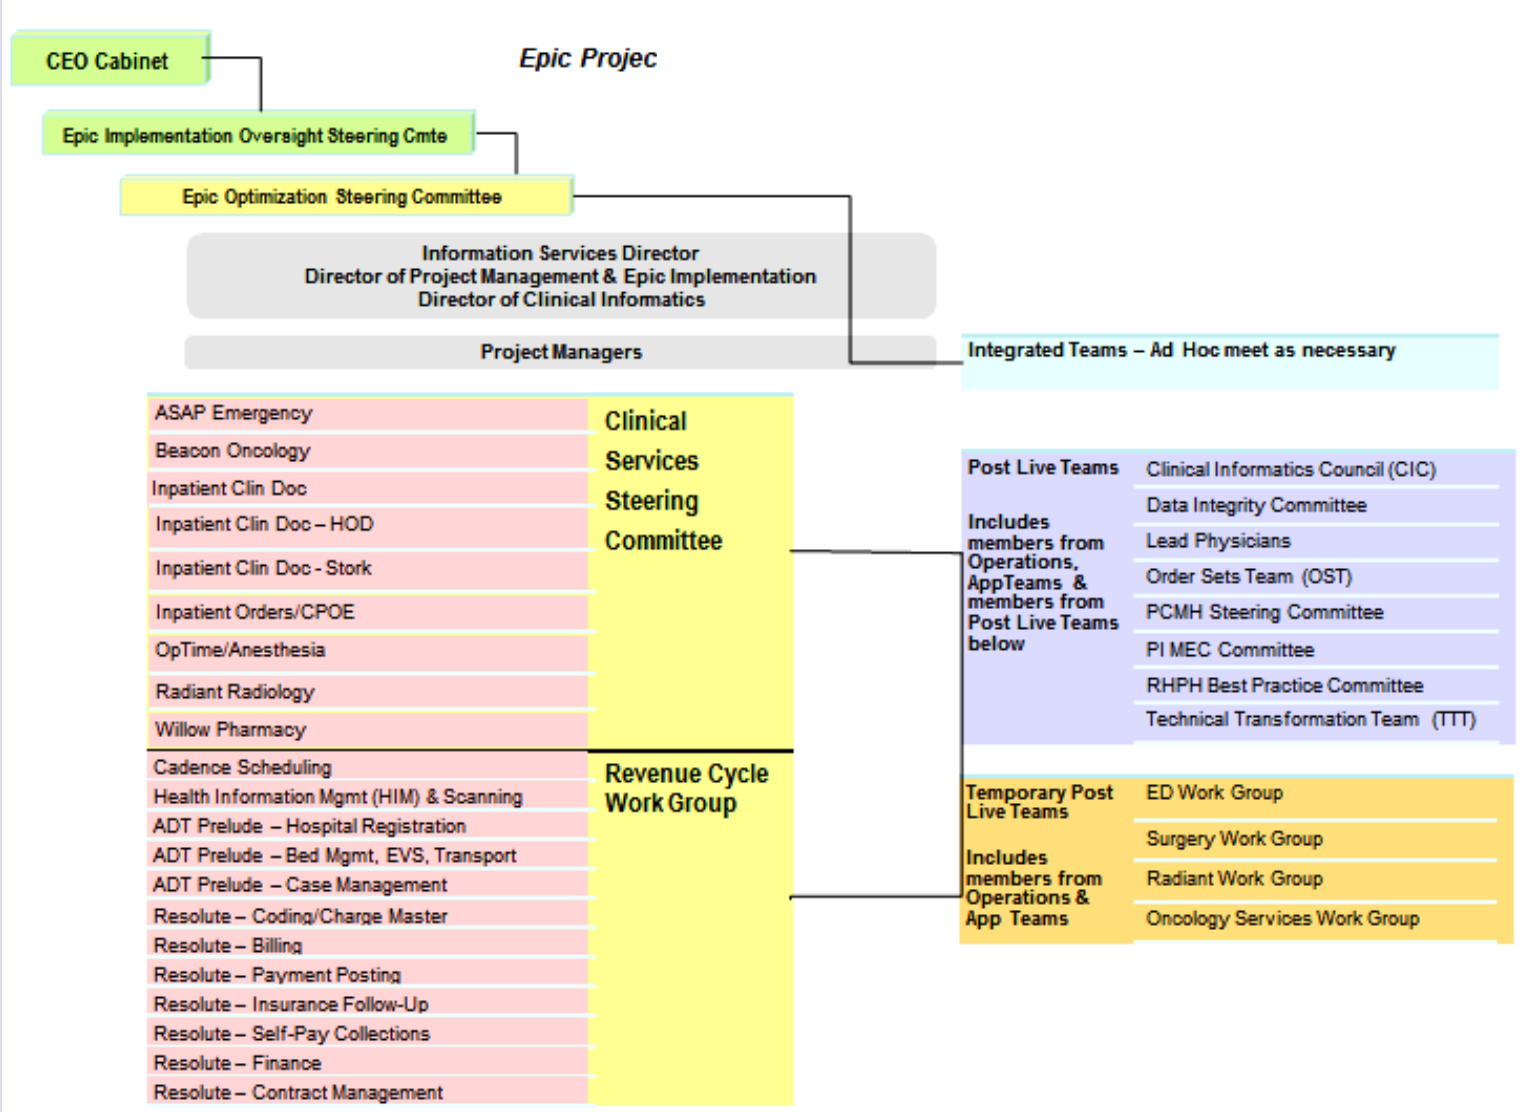 CEO Cabinet
Epic Projec
Epic Implementation Oversight Steering Cmte
Epic Optimization Steering Committee
Information Services Director
Director of Project Management & Epic Implementation
Director of Clinical Informatics
Project Managers
Integrated Teams – Ad Hoc meet as necessary
ASAP Emergency
Beacon Oncology
Inpatient Clin Doc
Inpatient Clin Doc – HOD
Inpatient Clin Doc - Stork
Inpatient Orders/CPOE
OpTime/Anesthesia
Radiant Radiology
Willow Pharmacy
Clinical
Services
Steering
Committee
Cadence Scheduling
Health Information Mgmt (HIM) & Scanning
ADT Prelude – Hospital Registration
ADT Prelude – Bed Mgmt, EVS, Transport
ADT Prelude – Case Management
Resolute – Coding/Charge Master
Resolute – Billing
Resolute – Payment Posting
Resolute – Insurance Follow-Up
Resolute – Self-Pay Collections
Resolute – Finance
Resolute – Contract Management
Revenue Cycle
Work Group
Post Live Teams
Includes
members from
Operations,
App Teams &
members from
Post Live Teams
below
Clinical Informatics Council (CIC)
Data Integrity Committee
Lead Physicians
Order Sets Team (OST)
PCMH Steering Committee
PI MEC Committee
RHPH Best Practice Committee
Technical Transformation Team (TTT)
Temporary Post
Live Teams
Includes
members from
Operations &
App Teams
ED Work Group
Surgery Work Group
Radiant Work Group
Oncology Services Work Group